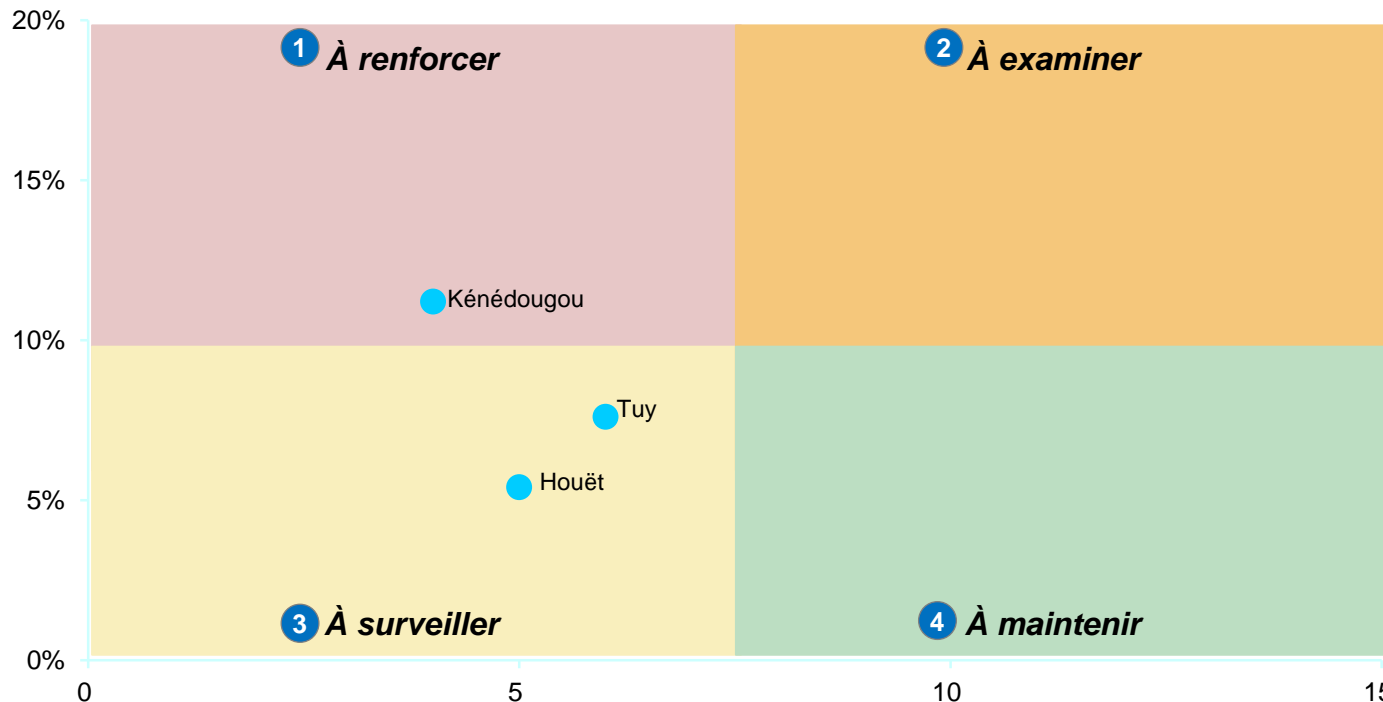 20%
1 À renforcer
2 À examiner
15%
Kénédougou
10%
Tuy
Houët
5%
3 À surveiller
4 À maintenir
0%
0 5 10 15